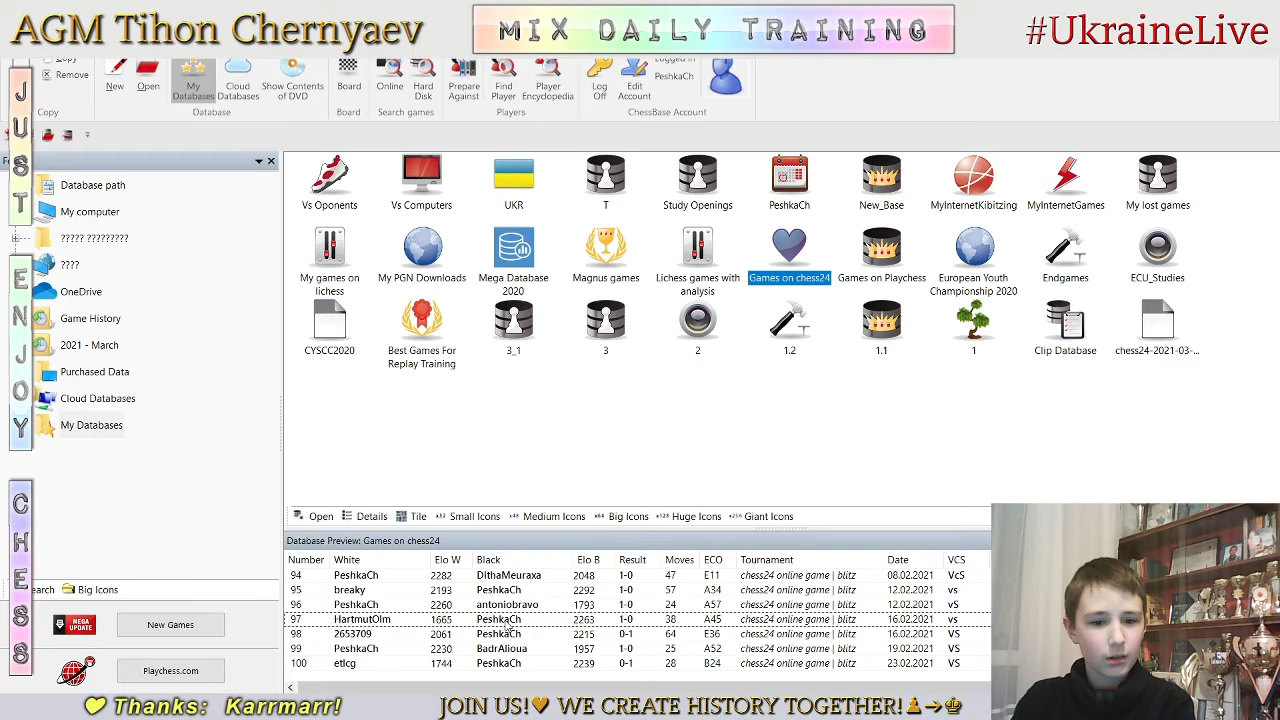 AGM Tihon Chernyaev
MIX DAILY TRAINING
#UkraineLive
JUST
ENJOY
CHESS
Remove
Copy
New
Open
My Databases
Cloud Databases
Show Contents of DVD
Database
Board
Board
Online
Hard Disk
Search games
Prepare Against
Find Player
Player Encyclopedia
Players
Log Off
Edit Account
PeshkaCh
ChessBase Account
Database path
My computer
????? ?????????
????
OneDrive
Game History
2021 - March
Purchased Data
Cloud Databases
My Databases
Big Icons
MEGA UPDATE
New Games
Playchess.com
Vs Oponents
Vs Computers
UKR
T
Study Openings
PeshkaCh
New_Base
MyInternetKibitzing
MyInternetGames
My lost games
My games on lichess
My PGN Downloads
Mega Database 2020
Magnus games
Lichess games with analysis
Games on chess24
Games on Playchess
European Youth Championship 2020
Endgames
ECU_Studies
CYSCC2020
Best Games For Replay Training
3_1
3
2
1.2
1.1
1
Clip Database
chess24-2021-03-...
Open Details Tile x32 Small Icons x48 Medium Icons x64 Big Icons x128 Huge Icons x256 Giant Icons
Database Preview: Games on chess24
Number White Elo W Black Elo B Result Moves ECO Tournament Date VCS
94 PeshkaCh 2282 DithaMeuraxa 2048 1-0 47 E11 chess24 online game | blitz 08.02.2021 VcS
95 breaky 2193 PeshkaCh 2292 1-0 57 A34 chess24 online game | blitz 12.02.2021 vs
96 PeshkaCh 2260 antoniobravo 1793 1-0 24 A57 chess24 online game | blitz 12.02.2021 vS
97 HartmutOlm 1665 PeshkaCh 2263 1-0 38 A45 chess24 online game | blitz 16.02.2021 VS
98 2653709 2061 PeshkaCh 2215 0-1 64 E36 chess24 online game | blitz 16.02.2021 vS
99 PeshkaCh 2230 BadrAlioua 1957 1-0 25 A52 chess24 online game | blitz 19.02.2021 VS
100 etlcg 1744 PeshkaCh 2239 0-1 28 B24 chess24 online game | blitz 23.02.2021 VS
Thanks: Karrmarr!
JOIN US! WE CREATE HISTORY TOGETHER!